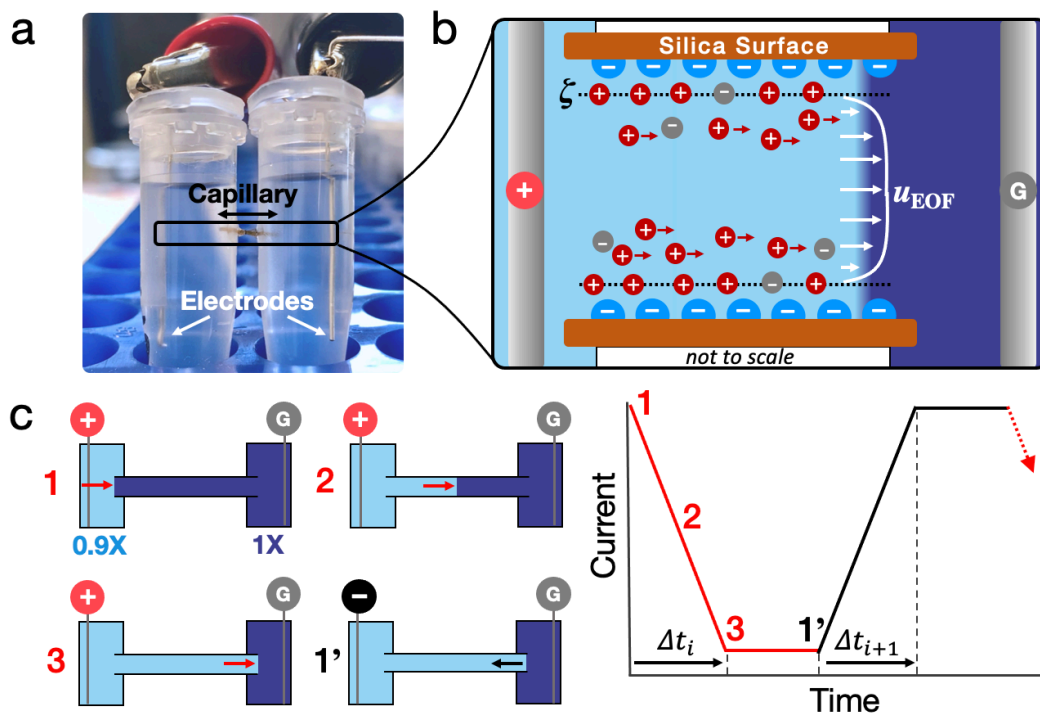 a
Capillary
Electrodes
b
Silica Surface
− − − − − − −
ζ
+ + + − + +
+ − + + +
+
u_EOF
G
− + + + + −
+ + + + − +
− − − − − − −
not to scale
c
+ G
1
0.9X 1X
+ G
2
+ G
3
− G
1’
Current
1
2
3
1’
Δt_i
Δt_{i+1}
Time